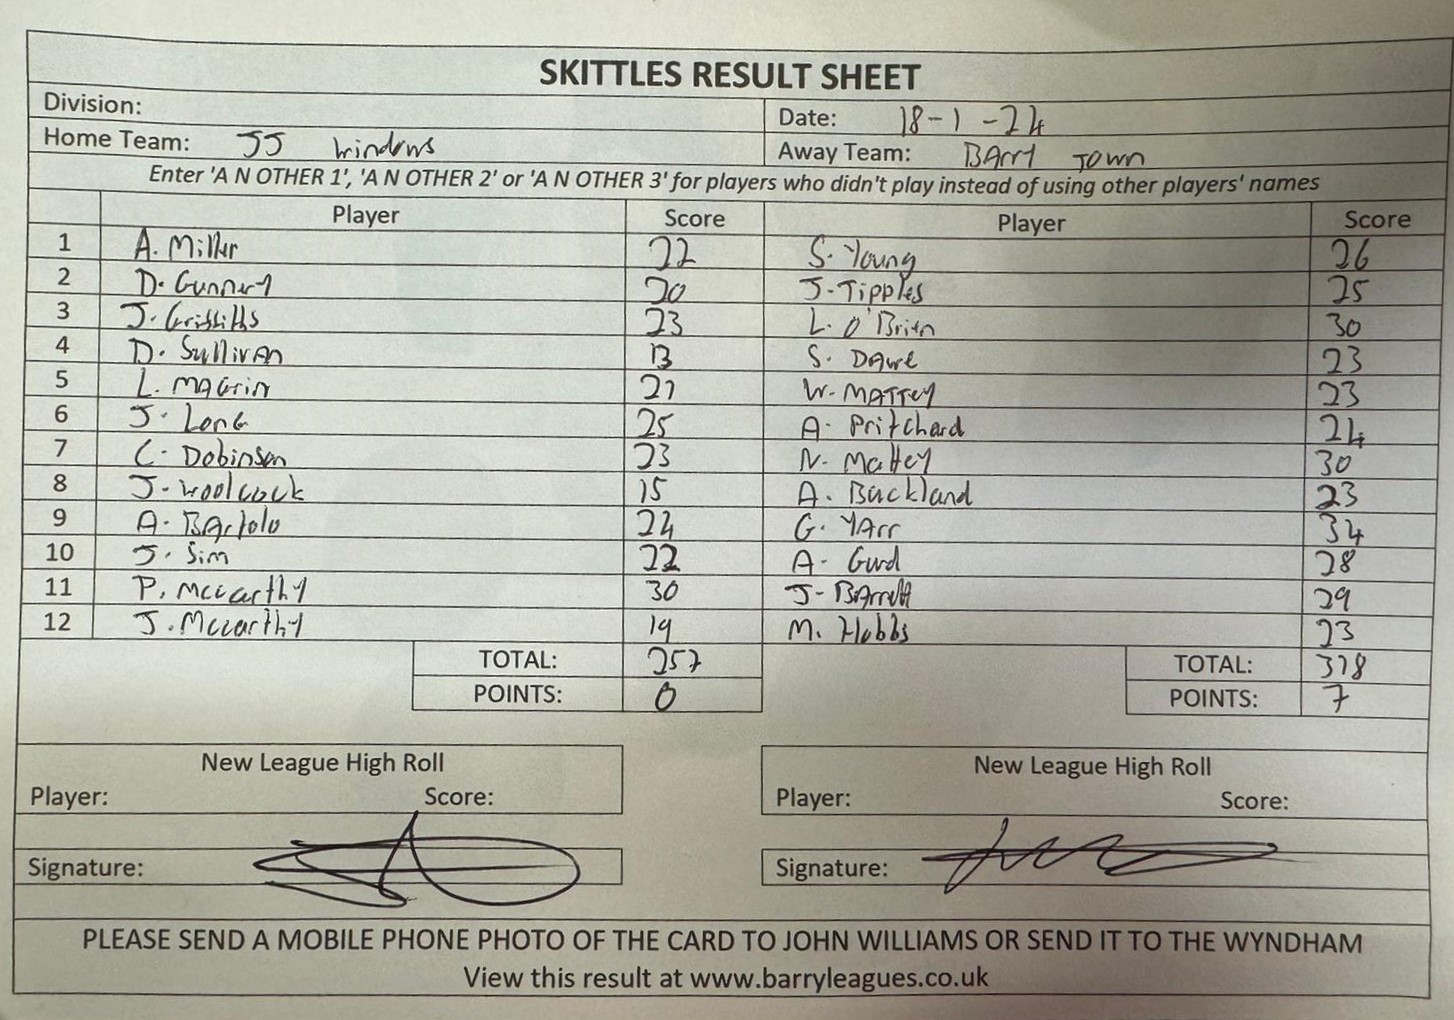 SKITTLES RESULT SHEET
Division:
Date: 18-1-24
Home Team: JJ Windows
Away Team: BArry Town
Enter 'A N OTHER 1', 'A N OTHER 2' or 'A N OTHER 3' for players who didn't play instead of using other players' names
Player Score Player Score
1 A. Miller 22 S. Young 26
2 D. Gunnery 20 J. Tipples 25
3 J. Griffiths 23 L. O'Brien 30
4 D. Sullivan 13 S. DAwe 23
5 L. MAGrin 21 W. MATTEY 23
6 J. Long 25 A. Pritchard 24
7 C. Dobinson 23 N. Mattey 30
8 J. Woolcock 15 A. Buckland 23
9 A. BArtolo 24 G. YArr 34
10 J. Sim 22 A. Gurd 28
11 P. Mccarthy 30 J. BArrett 29
12 J. Mccarthy 19 M. Hobbs 23
TOTAL: 257 TOTAL: 318
POINTS: 0 POINTS: 7
New League High Roll
Player: Score:
Signature:
New League High Roll
Player: Score:
Signature:
PLEASE SEND A MOBILE PHONE PHOTO OF THE CARD TO JOHN WILLIAMS OR SEND IT TO THE WYNDHAM
View this result at www.barryleagues.co.uk